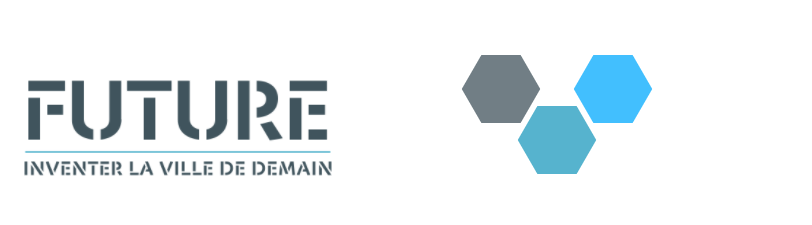 FUTURE
INVENTER LA VILLE DE DEMAIN